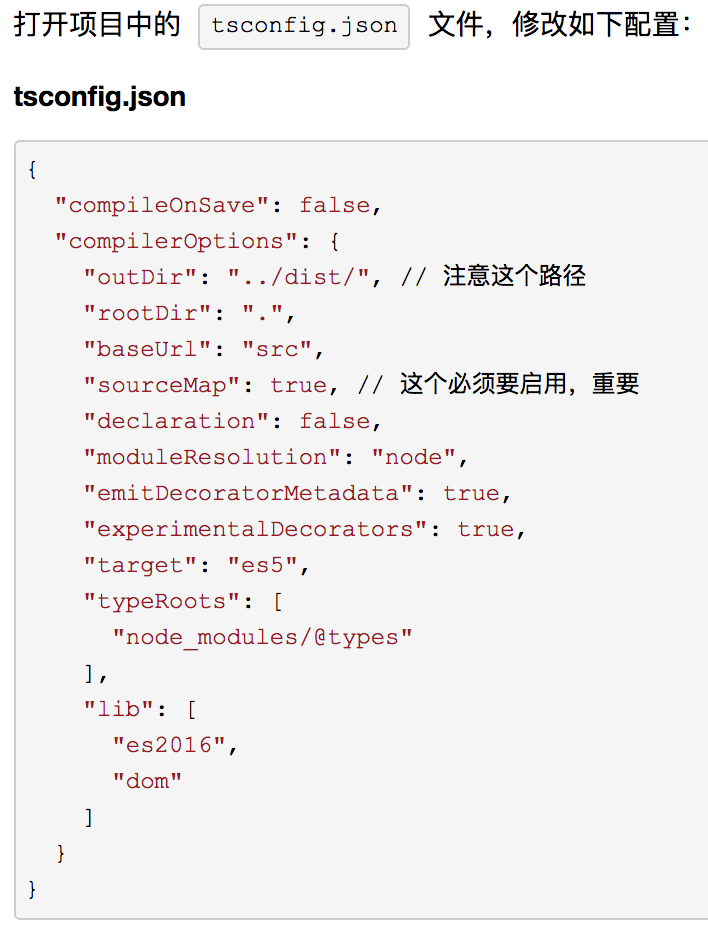 打开项目中的 tsconfig.json 文件，修改如下配置：
tsconfig.json
{
  "compileOnSave": false,
  "compilerOptions": {
    "outDir": "../dist/", // 注意这个路径
    "rootDir": ".",
    "baseUrl": "src",
    "sourceMap": true, // 这个必须要启用，重要
    "declaration": false,
    "moduleResolution": "node",
    "emitDecoratorMetadata": true,
    "experimentalDecorators": true,
    "target": "es5",
    "typeRoots": [
      "node_modules/@types"
    ],
    "lib": [
      "es2016",
      "dom"
    ]
  }
}